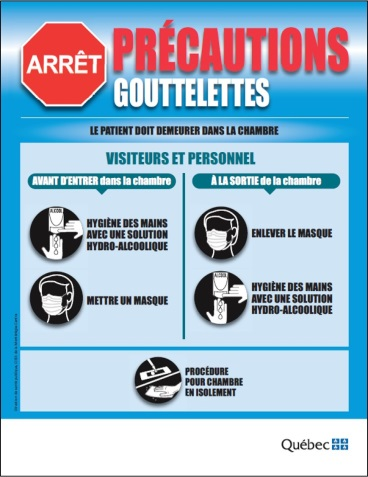 ARRÊT
PRÉCAUTIONS
GOUTTELETTES
LE PATIENT DOIT DEMEURER DANS LA CHAMBRE
VISITEURS ET PERSONNEL
AVANT D'ENTRER dans la chambre
ALCOOL
HYGIÈNE DES MAINS
AVEC UNE SOLUTION
HYDRO-ALCOOLIQUE
METTRE UN MASQUE
À LA SORTIE de la chambre
ENLEVER LE MASQUE
ALCOOL
HYGIÈNE DES MAINS
AVEC UNE SOLUTION
HYDRO-ALCOOLIQUE
PROCÉDURE
POUR CHAMBRE
EN ISOLEMENT
Québec